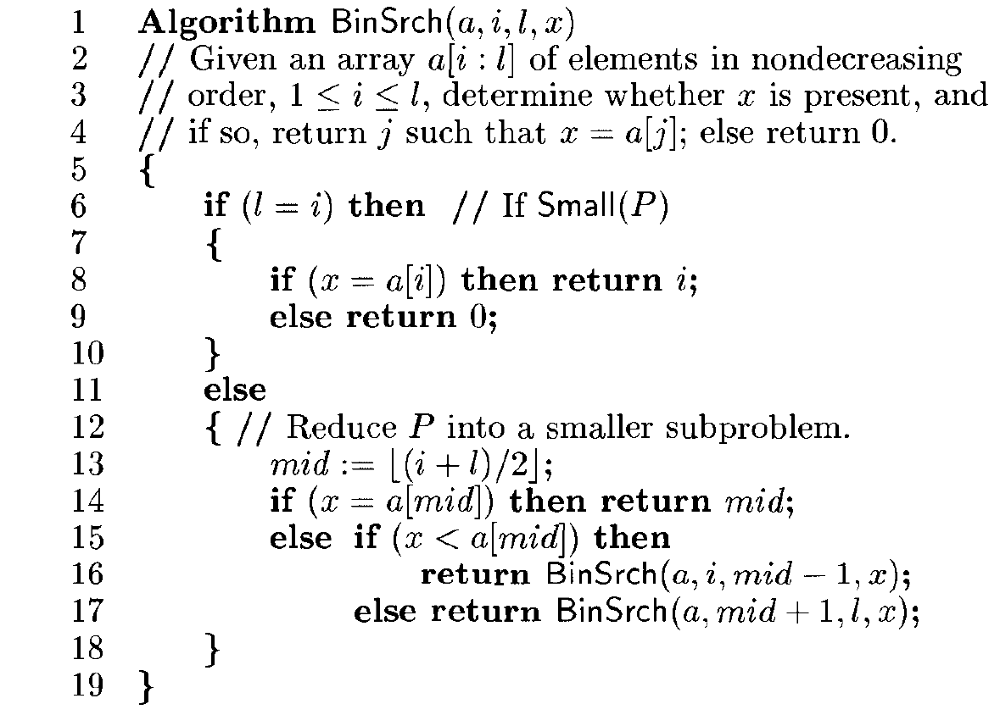 1 Algorithm BinSrch(a, i, l, x)
2 // Given an array a[i : l] of elements in nondecreasing
3 // order, 1 ≤ i ≤ l, determine whether x is present, and
4 // if so, return j such that x = a[j]; else return 0.
5 {
6 if (l = i) then // If Small(P)
7 {
8 if (x = a[i]) then return i;
9 else return 0;
10 }
11 else
12 { // Reduce P into a smaller subproblem.
13 mid := ⌊(i + l)/2⌋;
14 if (x = a[mid]) then return mid;
15 else if (x < a[mid]) then
16 return BinSrch(a, i, mid − 1, x);
17 else return BinSrch(a, mid + 1, l, x);
18 }
19 }